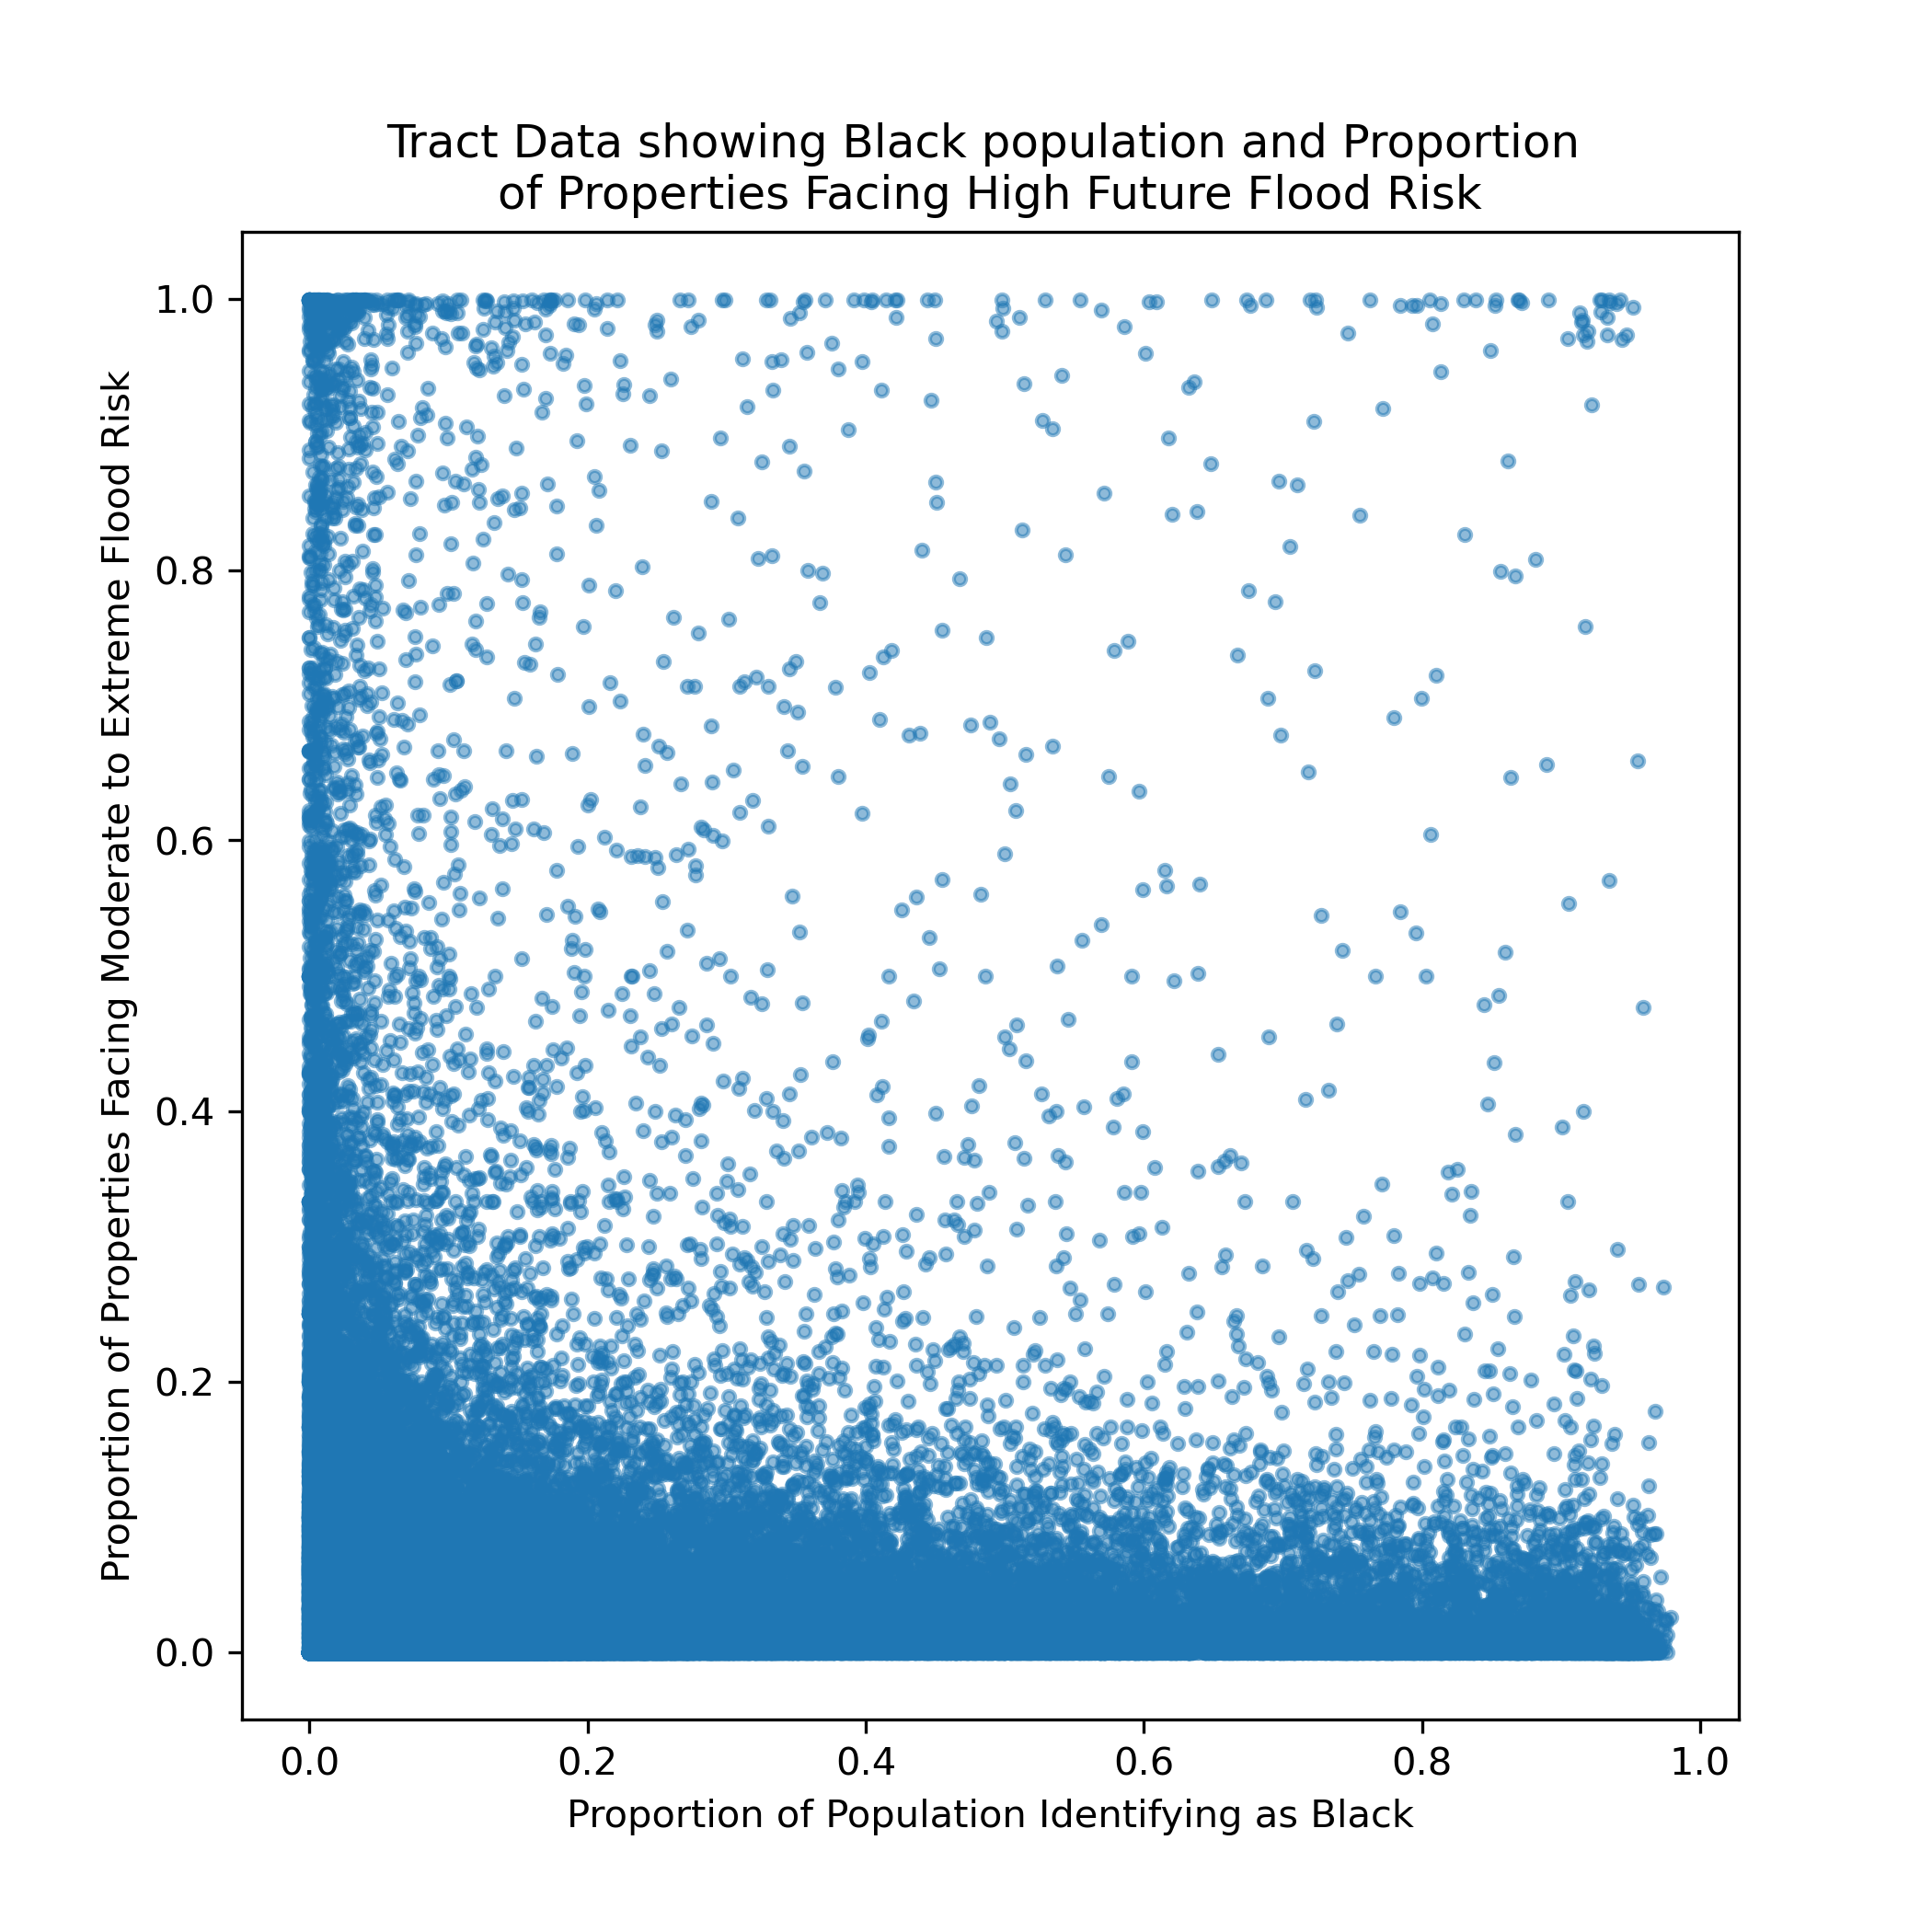 Tract Data showing Black population and Proportion
of Properties Facing High Future Flood Risk
Proportion of Properties Facing Moderate to Extreme Flood Risk
1.0
0.8
0.6
0.4
0.2
0.0
0.0 0.2 0.4 0.6 0.8 1.0
Proportion of Population Identifying as Black